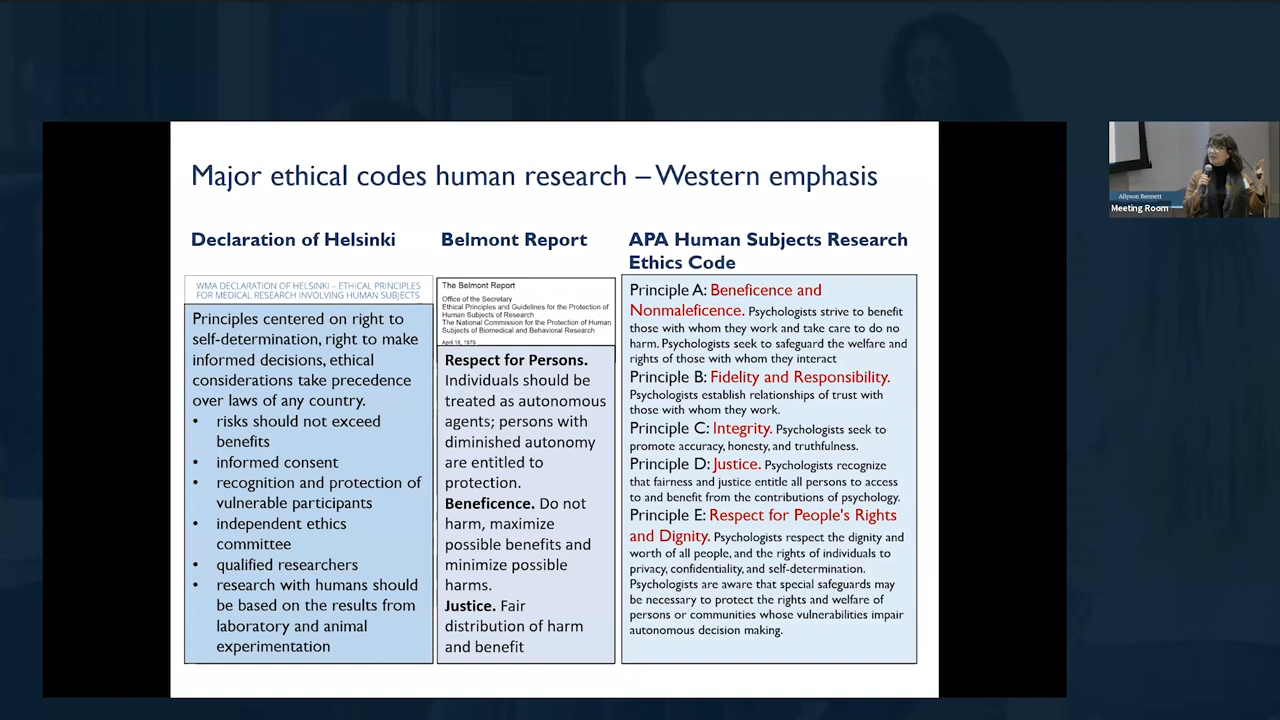 Major ethical codes human research – Western emphasis
Declaration of Helsinki
WMA DECLARATION OF HELSINKI – ETHICAL PRINCIPLES
FOR MEDICAL RESEARCH INVOLVING HUMAN SUBJECTS
Principles centered on right to
self-determination, right to make
informed decisions, ethical
considerations take precedence
over laws of any country.
• risks should not exceed
benefits
• informed consent
• recognition and protection of
vulnerable participants
• independent ethics
committee
• qualified researchers
• research with humans should
be based on the results from
laboratory and animal
experimentation
Belmont Report
The Belmont Report
Office of the Secretary
Ethical Principles and Guidelines for the Protection of
Human Subjects of Research
The National Commission for the Protection of Human
Subjects of Biomedical and Behavioral Research
April 18, 1979
Respect for Persons.
Individuals should be
treated as autonomous
agents; persons with
diminished autonomy
are entitled to
protection.
Beneficence. Do not
harm, maximize
possible benefits and
minimize possible
harms.
Justice. Fair
distribution of harm
and benefit
APA Human Subjects Research
Ethics Code
Principle A: Beneficence and
Nonmaleficence. Psychologists strive to benefit
those with whom they work and take care to do no
harm. Psychologists seek to safeguard the welfare and
rights of those with whom they interact
Principle B: Fidelity and Responsibility.
Psychologists establish relationships of trust with
those with whom they work.
Principle C: Integrity. Psychologists seek to
promote accuracy, honesty, and truthfulness.
Principle D: Justice. Psychologists recognize
that fairness and justice entitle all persons to access
to and benefit from the contributions of psychology.
Principle E: Respect for People's Rights
and Dignity. Psychologists respect the dignity and
worth of all people, and the rights of individuals to
privacy, confidentiality, and self-determination.
Psychologists are aware that special safeguards may
be necessary to protect the rights and welfare of
persons or communities whose vulnerabilities impair
autonomous decision making.
Allyson Bennett
Meeting Room